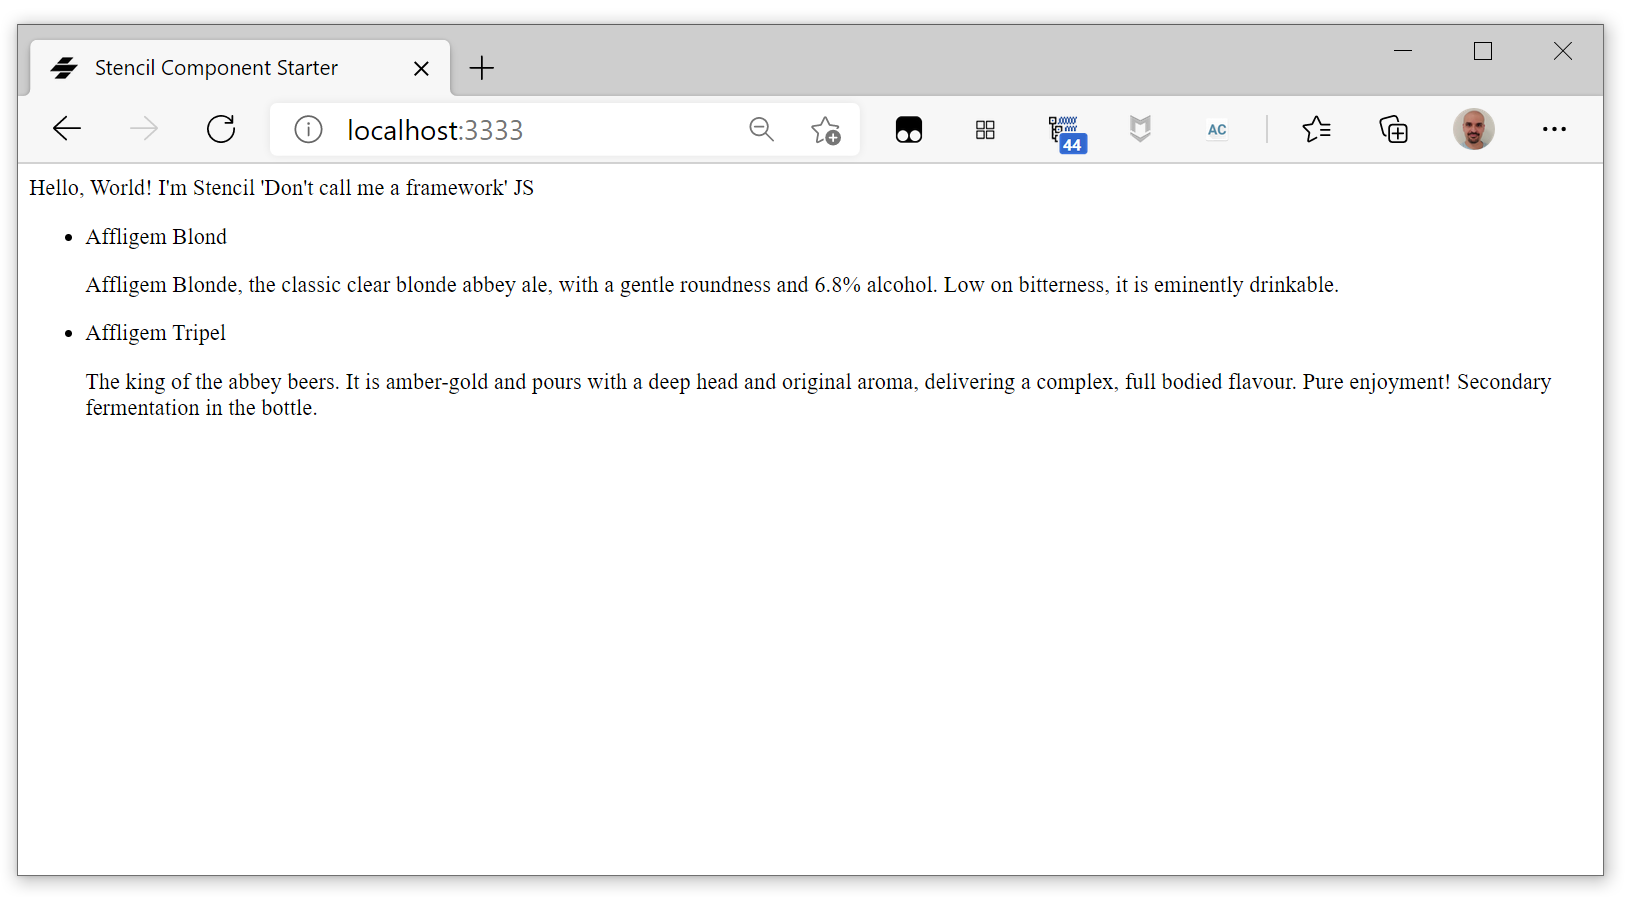 Stencil Component Starter
localhost:3333
AC
44
Hello, World! I'm Stencil 'Don't call me a framework' JS
Affligem Blond
Affligem Blonde, the classic clear blonde abbey ale, with a gentle roundness and 6.8% alcohol. Low on bitterness, it is eminently drinkable.
Affligem Tripel
The king of the abbey beers. It is amber-gold and pours with a deep head and original aroma, delivering a complex, full bodied flavour. Pure enjoyment! Secondary
fermentation in the bottle.